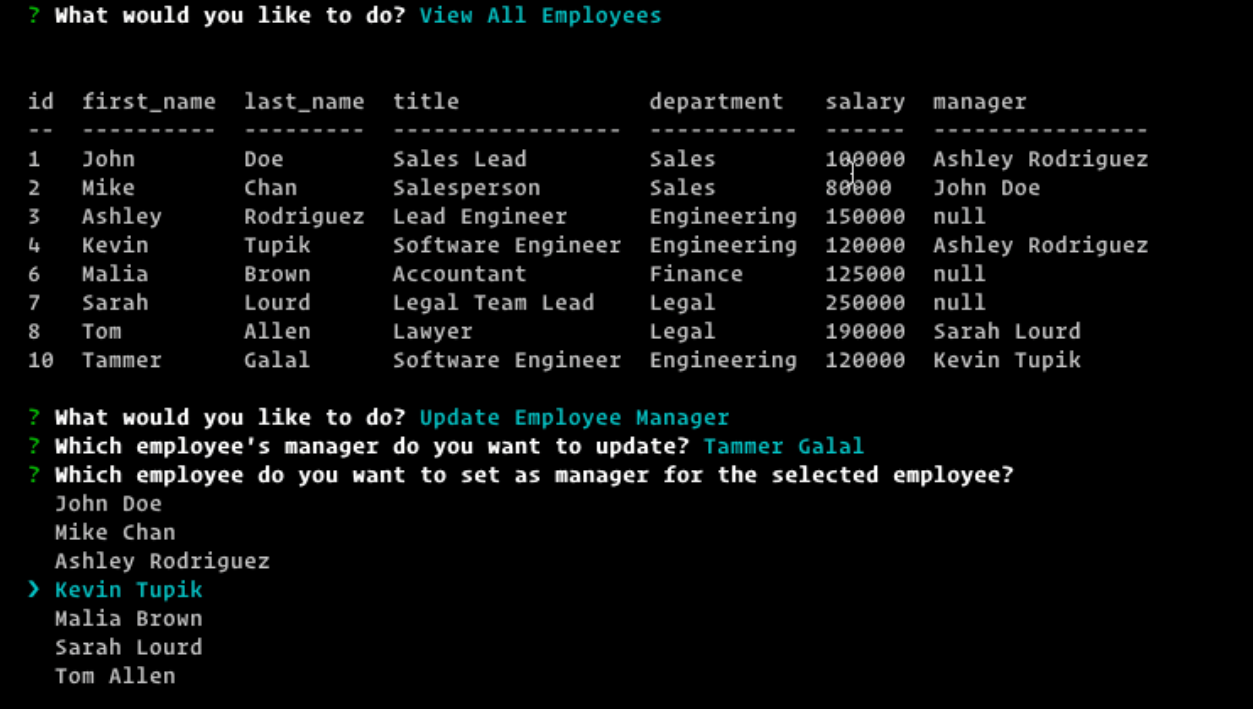 ? What would you like to do? View All Employees
id  first_name  last_name  title              department   salary  manager
--  ----------  ---------  -----------------  -----------  ------  ----------------
1   John        Doe        Sales Lead         Sales        100000  Ashley Rodriguez
2   Mike        Chan       Salesperson        Sales        80000   John Doe
3   Ashley      Rodriguez  Lead Engineer      Engineering  150000  null
4   Kevin       Tupik      Software Engineer  Engineering  120000  Ashley Rodriguez
6   Malia       Brown      Accountant         Finance      125000  null
7   Sarah       Lourd      Legal Team Lead    Legal        250000  null
8   Tom         Allen      Lawyer             Legal        190000  Sarah Lourd
10  Tammer      Galal      Software Engineer  Engineering  120000  Kevin Tupik
? What would you like to do? Update Employee Manager
? Which employee's manager do you want to update? Tammer Galal
? Which employee do you want to set as manager for the selected employee?
John Doe
Mike Chan
Ashley Rodriguez
❯ Kevin Tupik
Malia Brown
Sarah Lourd
Tom Allen